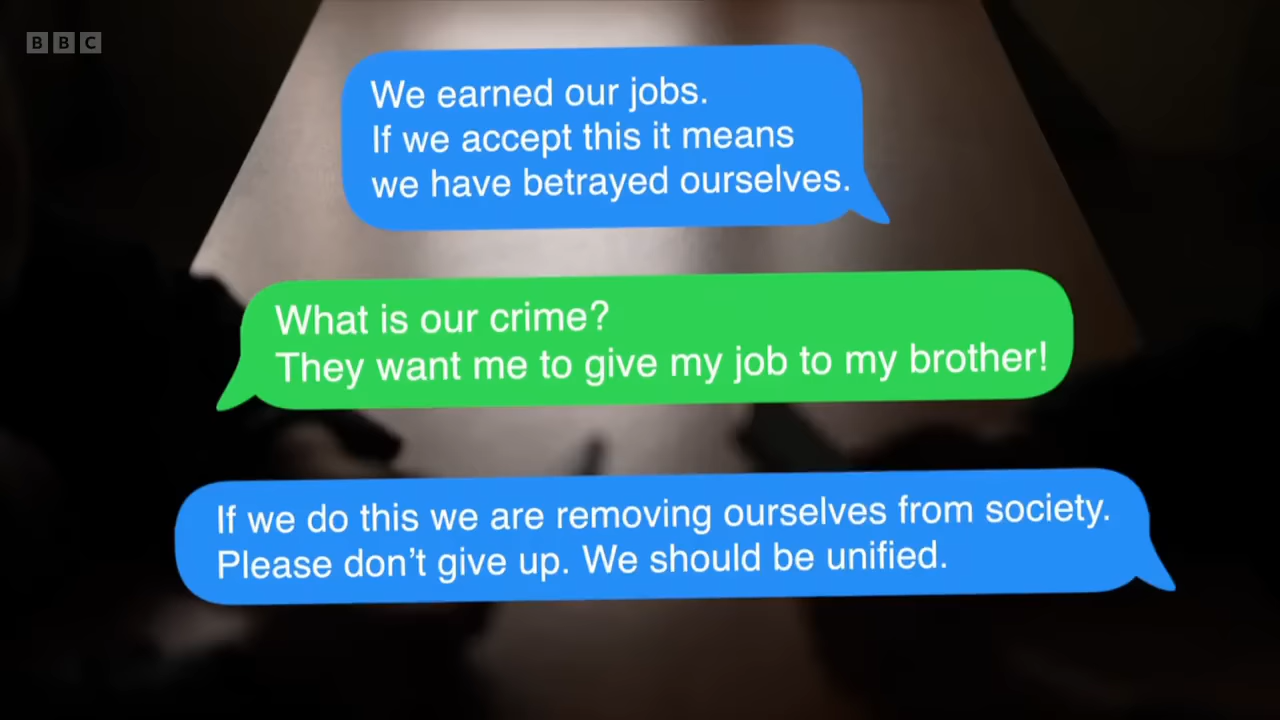 BBC
We earned our jobs.
If we accept this it means
we have betrayed ourselves.
What is our crime?
They want me to give my job to my brother!
If we do this we are removing ourselves from society.
Please don’t give up. We should be unified.